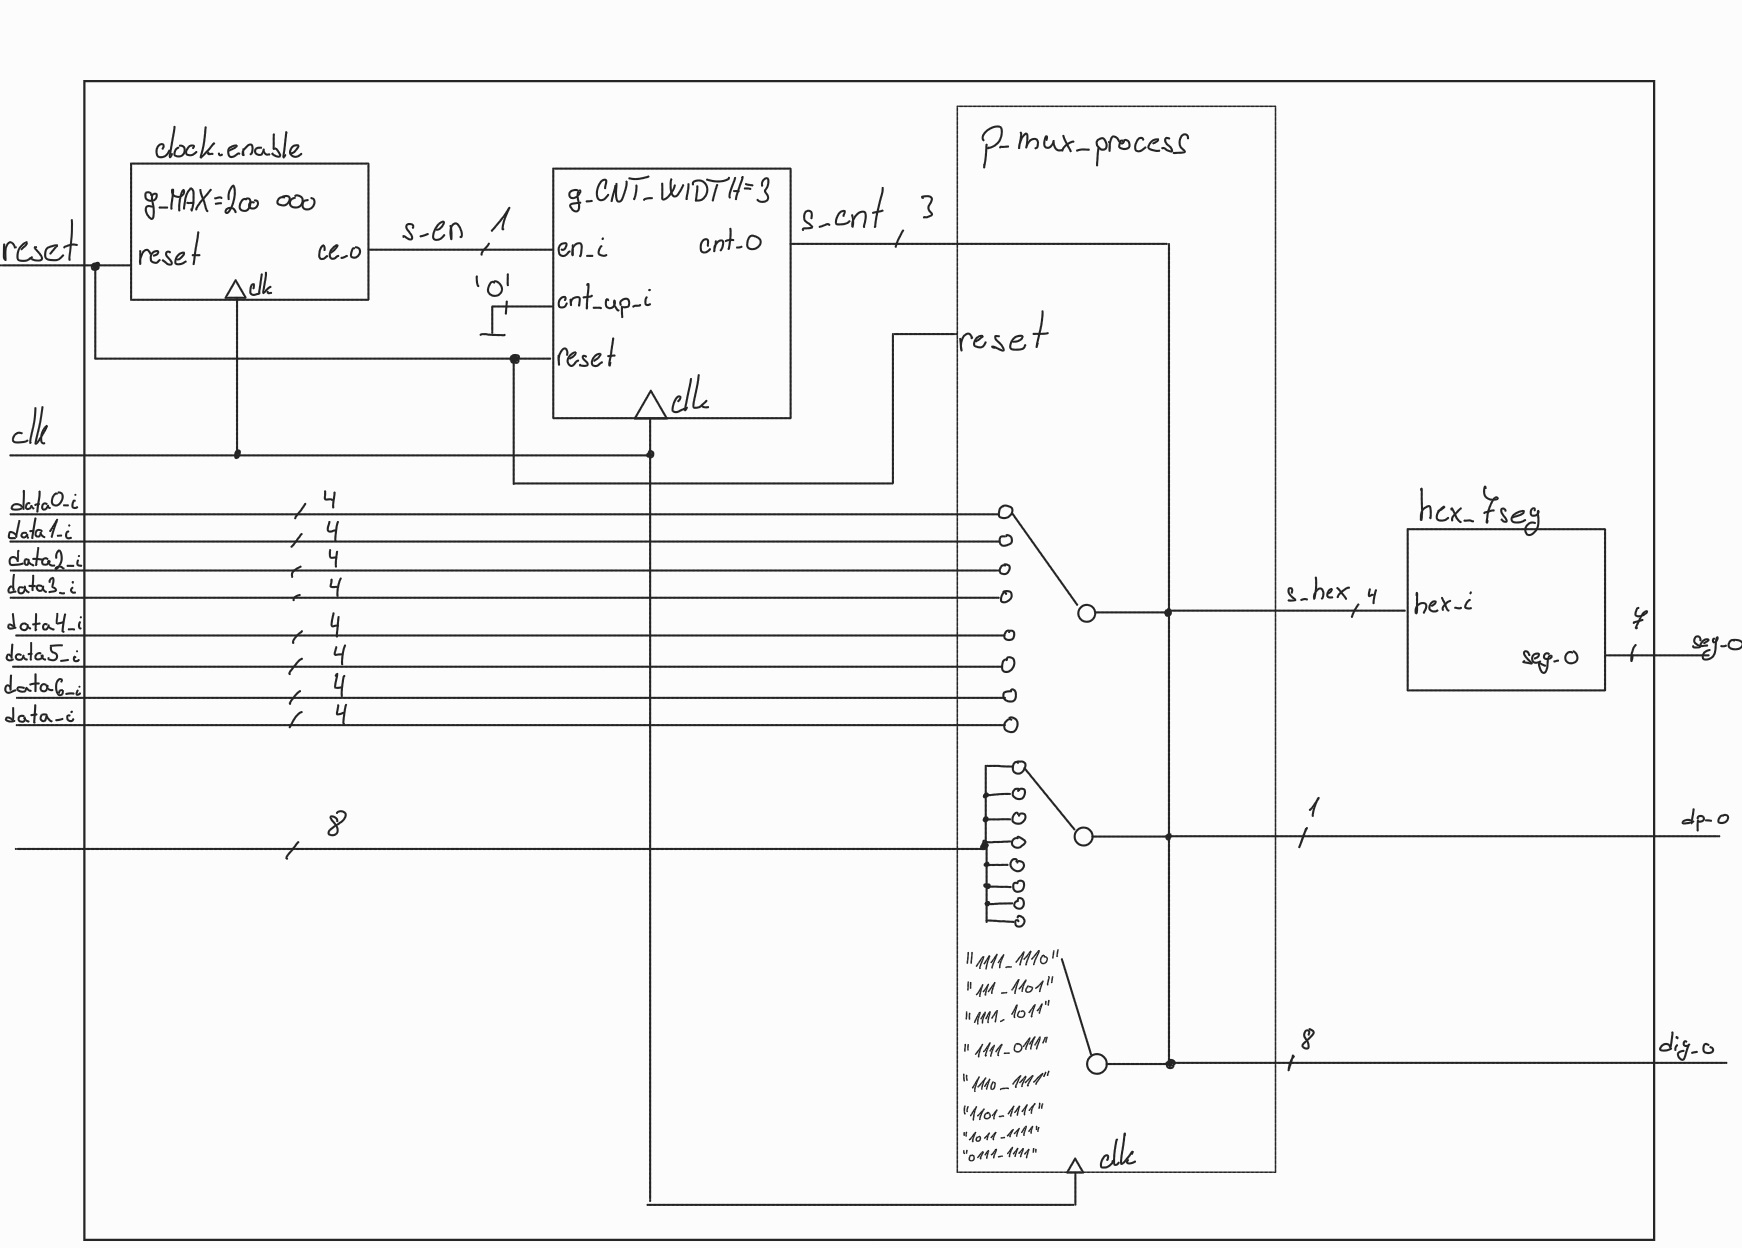 clock.enable
g_MAX=200 000
reset
reset
ce_o
clk
s_en
1
g_CNT_WIDTH=3
en_i
cnt_o
'0'
cnt_up_i
reset
clk
s_cnt
3
p_mux_process
reset
clk
data0_i
4
data1_i
4
data2_i
4
data3_i
4
data4_i
4
data5_i
4
data6_i
4
data_i
4
8
hex_7seg
s_hex
4
hex_i
seg_o
7
seg_o
1
dp_o
"1111_1110"
"111_1101"
"1111_1011"
"1111_0111"
"1110_1111"
"1101_1111"
"1011_1111"
"0111_1111"
8
dig_o
clk